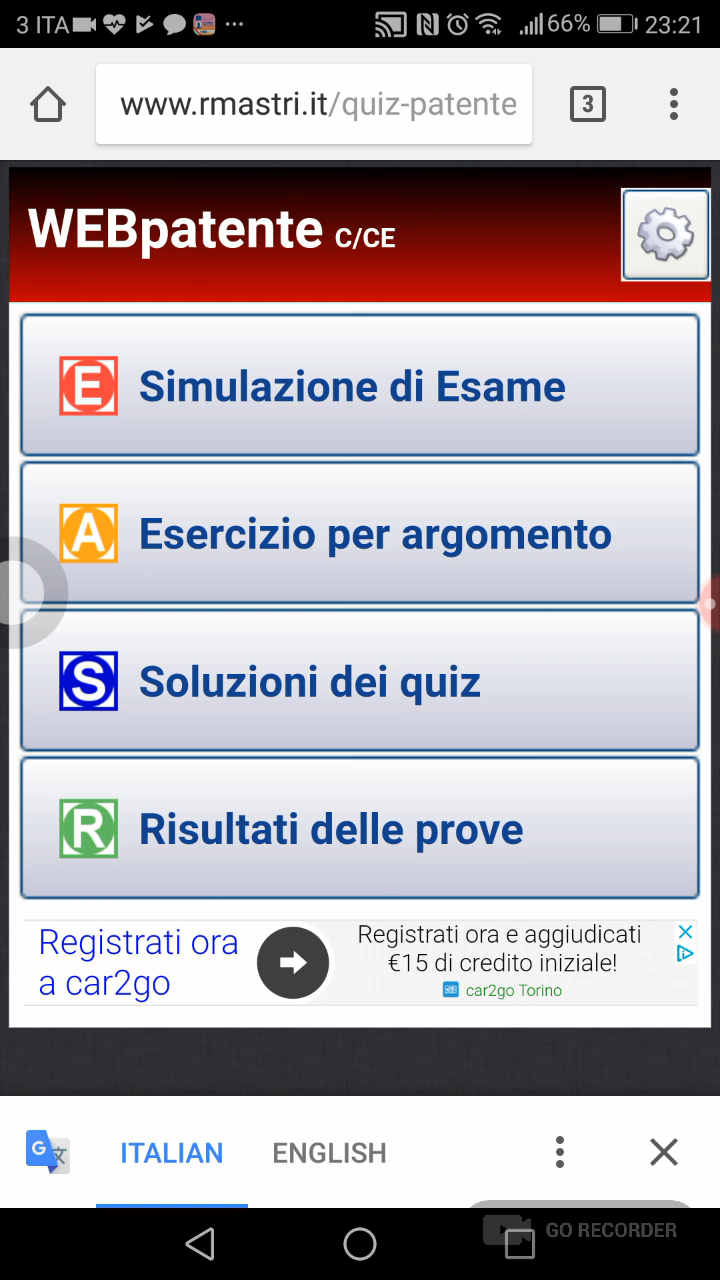 3 ITA ... 66% 23:21
www.rmastri.it/quiz-patente 3
WEBpatente C/CE
E Simulazione di Esame
A Esercizio per argomento
S Soluzioni dei quiz
R Risultati delle prove
Registrati ora
a car2go
Registrati ora e aggiudicati
€15 di credito iniziale!
car2go Torino
G 文 ITALIAN ENGLISH
GO RECORDER